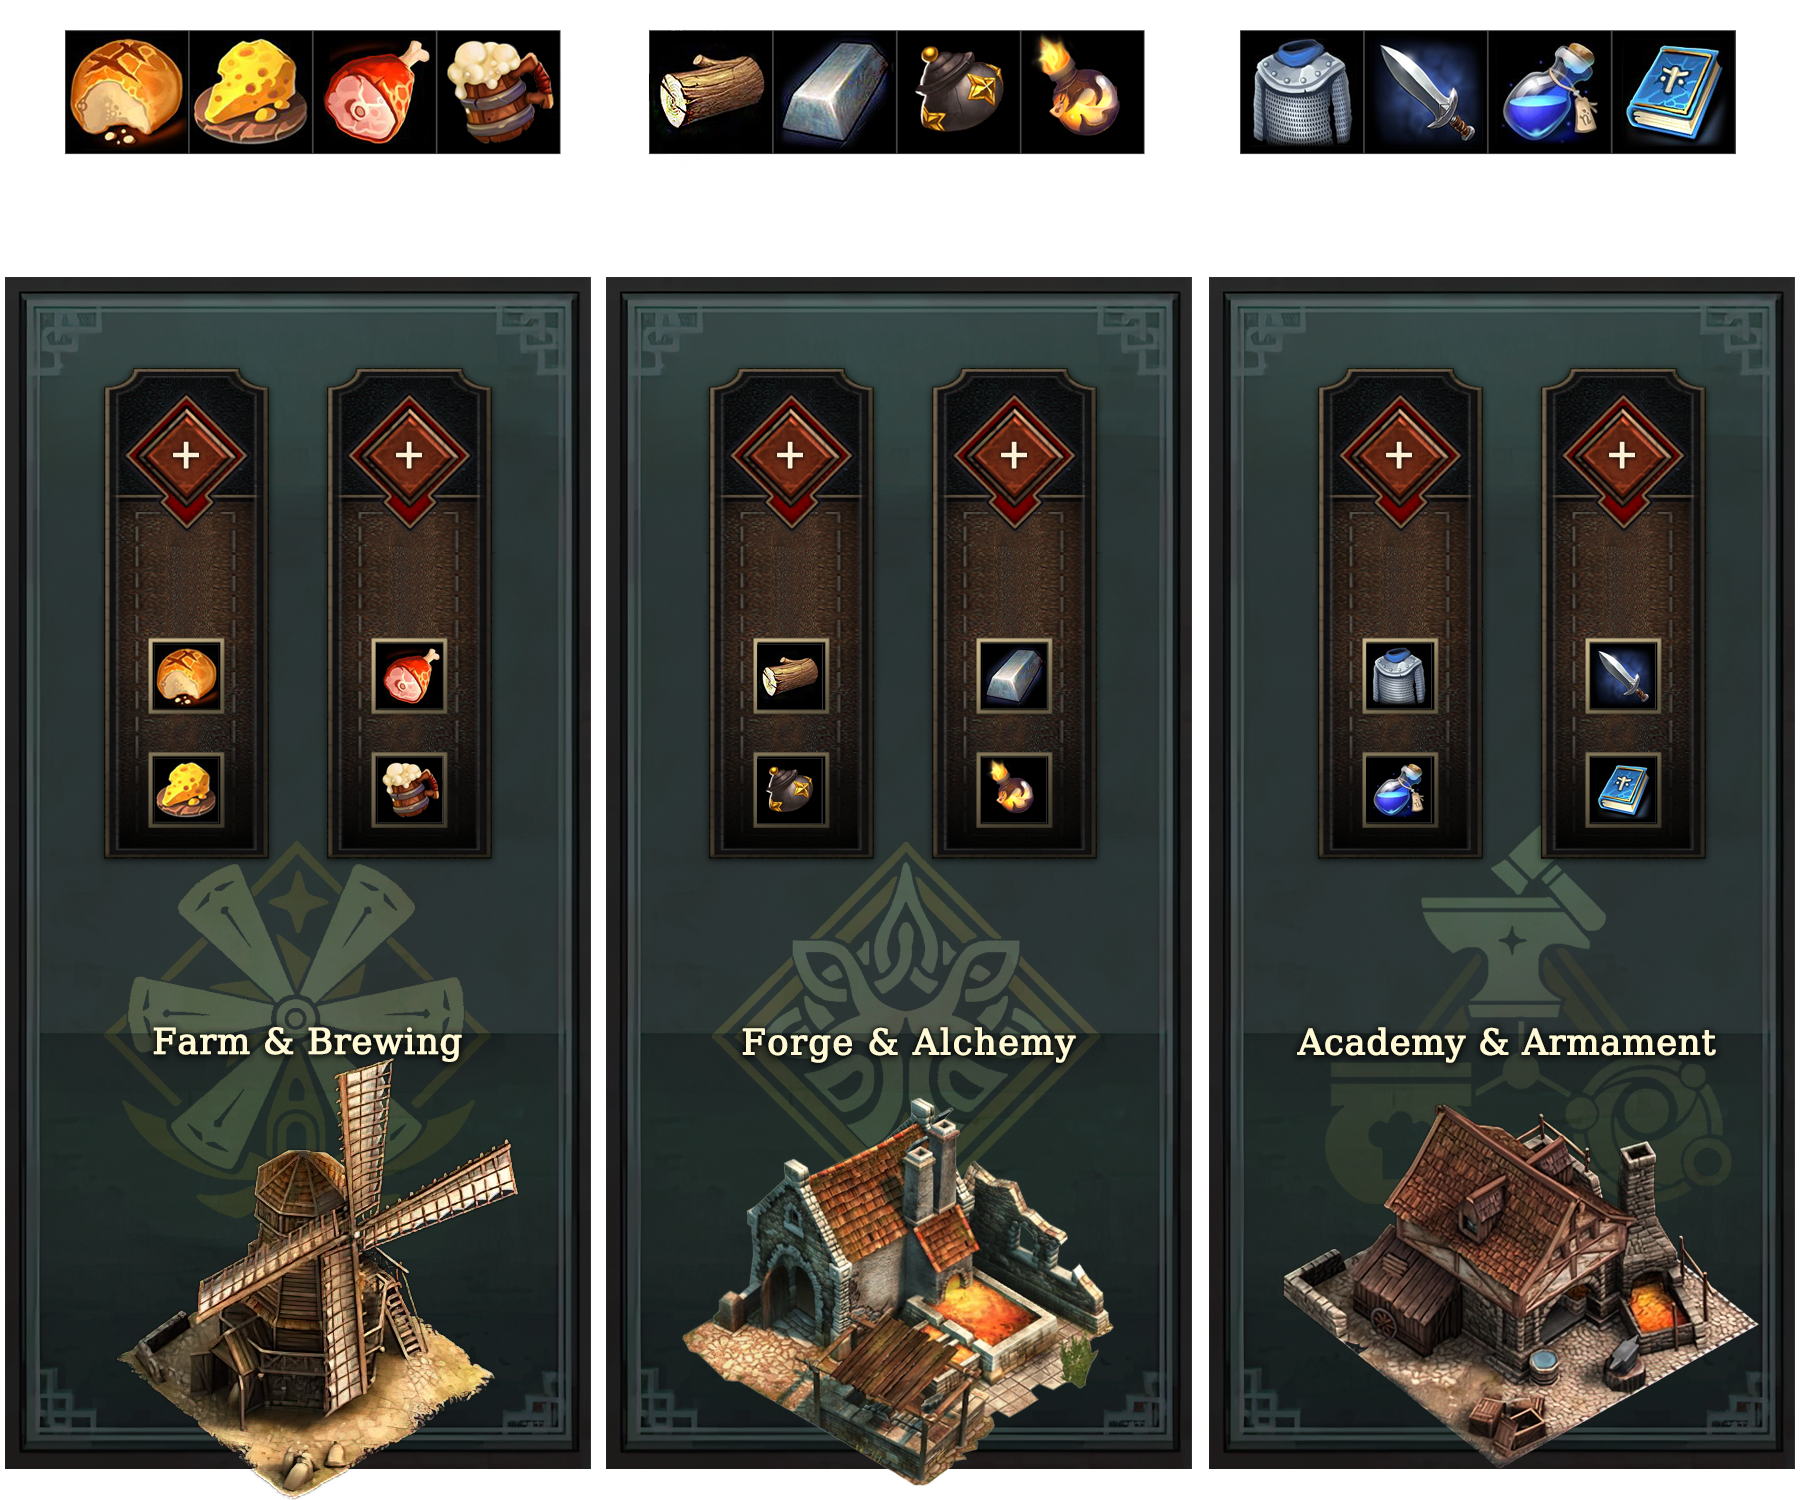 + +
+ +
+ +
Farm & Brewing
Forge & Alchemy
Academy & Armament